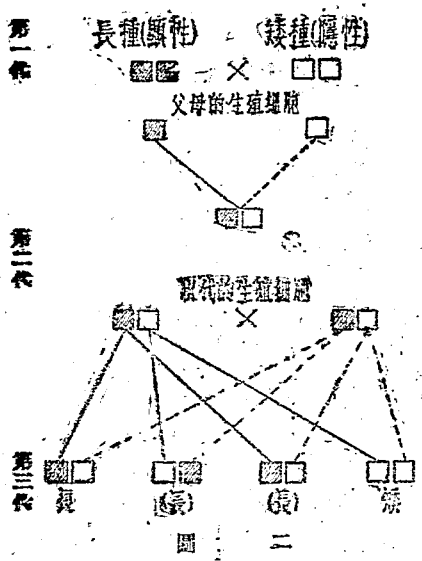 第一代
長種(顯性) 矮種(隱性)
×
父母的生殖細胞
第二代
×
第三代
長 (長) (長) 矮
圖 二